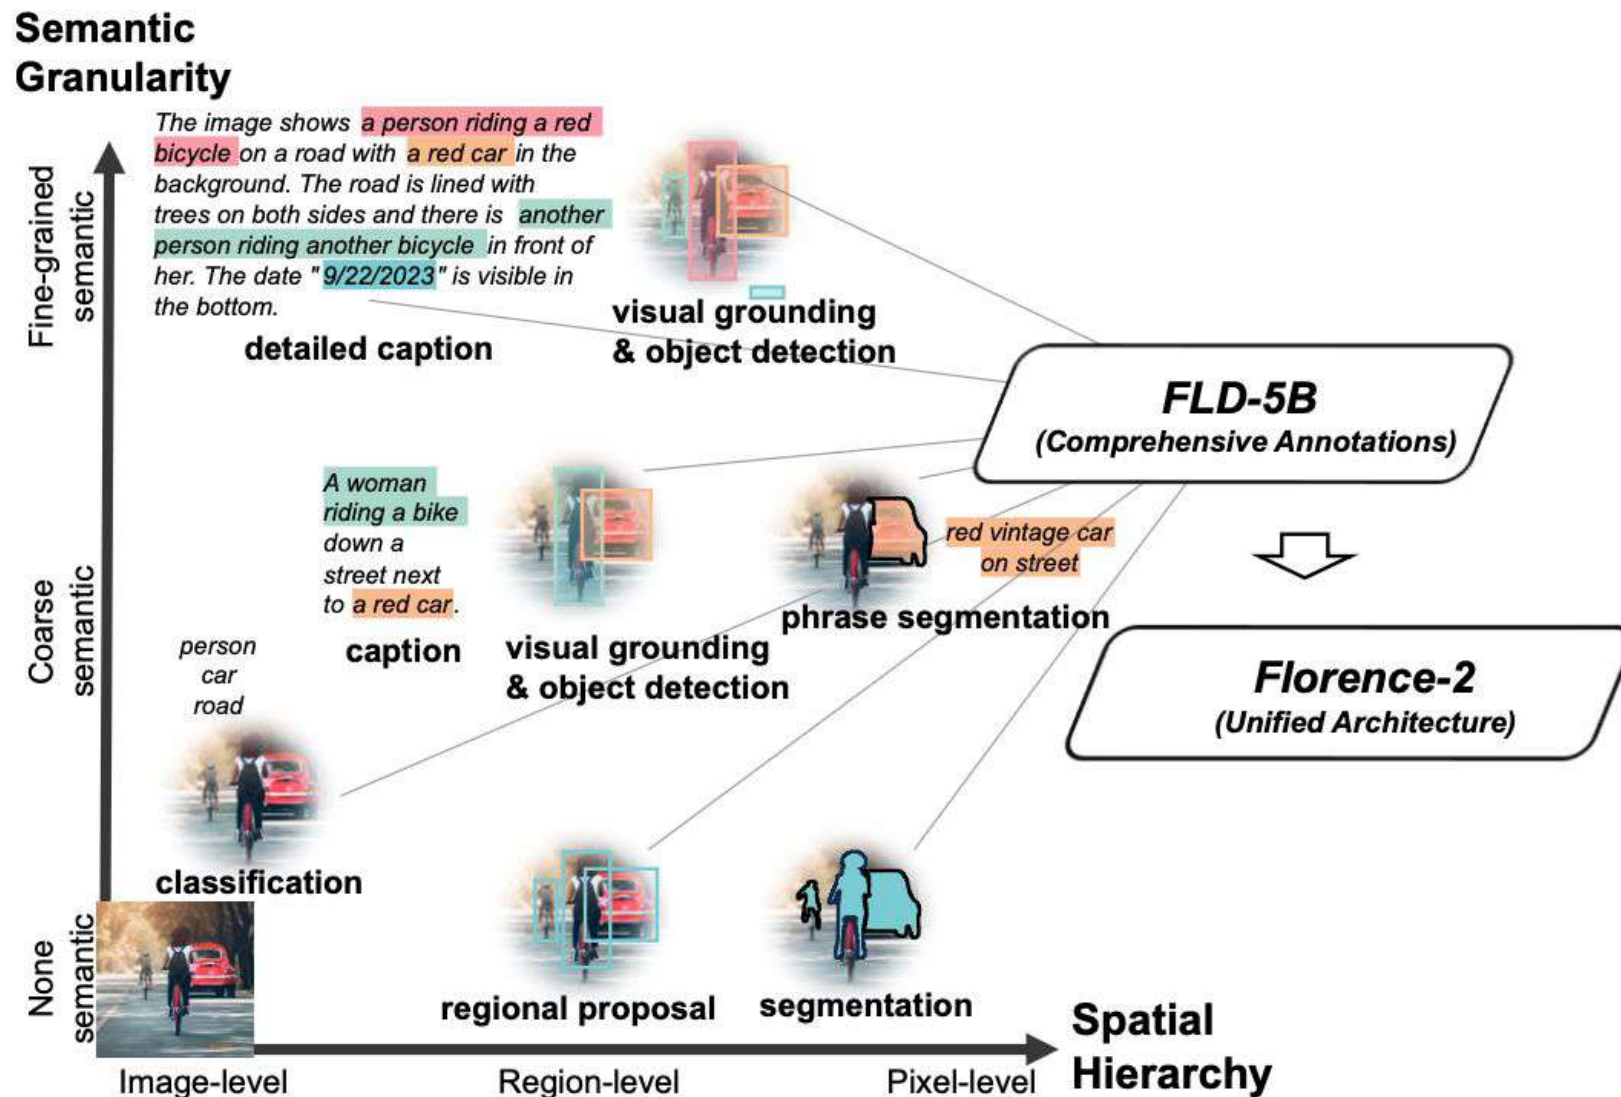 Semantic
Granularity
The image shows a person riding a red
bicycle on a road with a red car in the
background. The road is lined with
trees on both sides and there is another
person riding another bicycle in front of
her. The date "9/22/2023" is visible in
the bottom.
detailed caption
visual grounding
& object detection
Fine-grained
semantic
FLD-5B
(Comprehensive Annotations)
A woman
riding a bike
down a
street next
to a red car.
caption
visual grounding
& object detection
red vintage car
on street
phrase segmentation
Coarse
semantic
person
car
road
classification
Florence-2
(Unified Architecture)
None
semantic
regional proposal
segmentation
Spatial
Hierarchy
Image-level
Region-level
Pixel-level